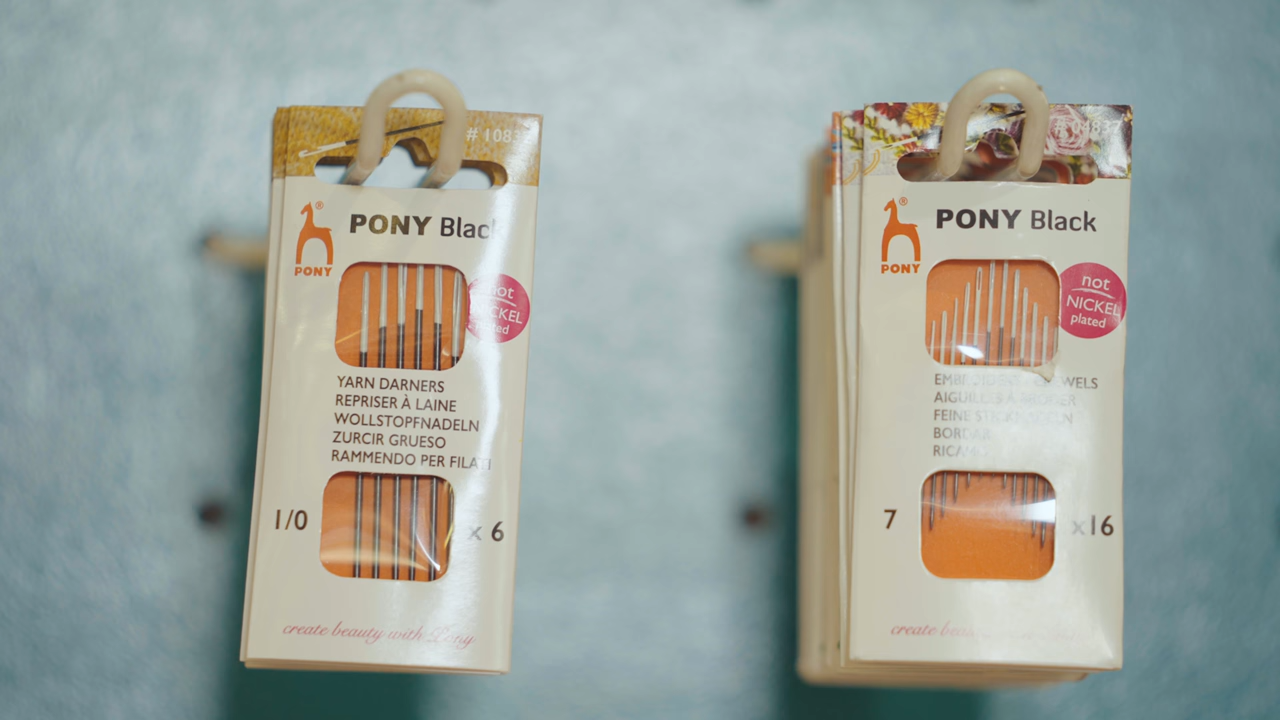 PONY Black
PONY
not
NICKEL
plated
YARN DARNERS
REPRISER À LAINE
WOLLSTOPFNADELN
ZURCIR GRUESO
RAMMENDO PER FILATI
1/0
x 6
create beauty with Pony
PONY Black
PONY
not
NICKEL
plated
AIGUILLES À BRODER
FEINE STICKNADELN
7
x16
create